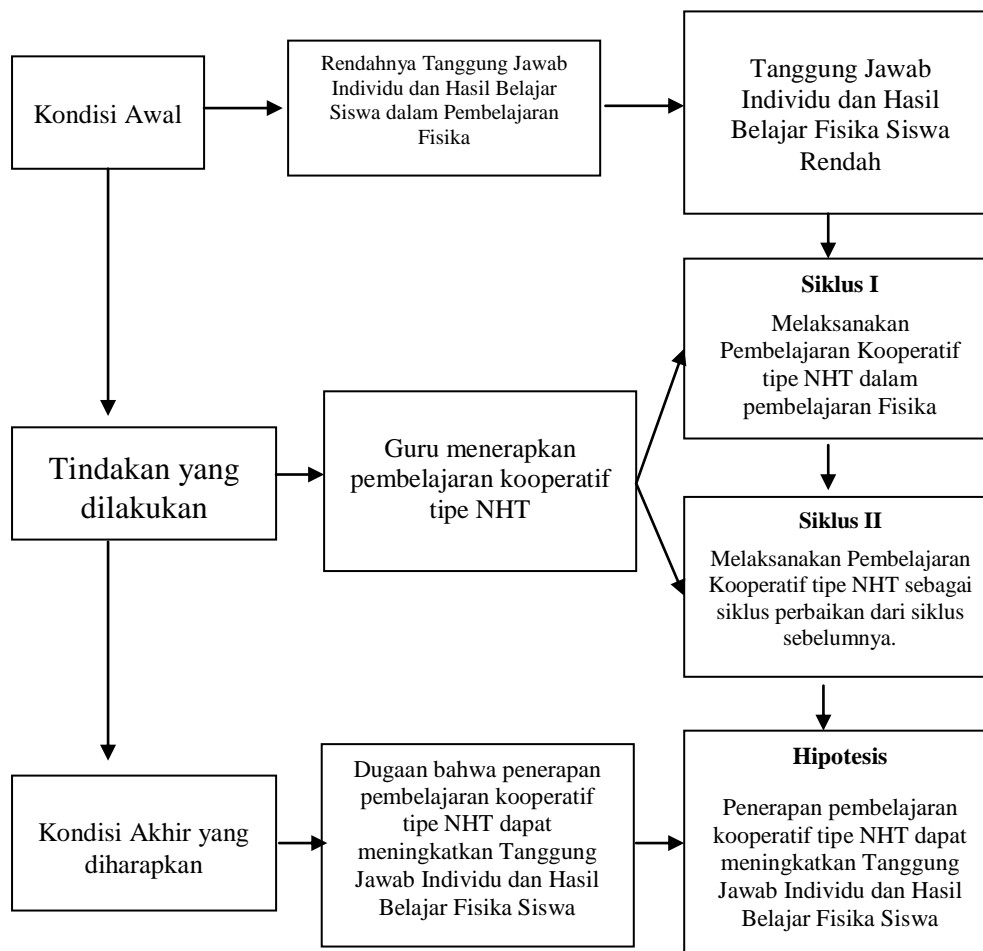 Kondisi Awal
Rendahnya Tanggung Jawab
Individu dan Hasil Belajar
Siswa dalam Pembelajaran
Fisika
Tanggung Jawab
Individu dan Hasil
Belajar Fisika Siswa
Rendah
Siklus I
Melaksanakan
Pembelajaran Kooperatif
tipe NHT dalam
pembelajaran Fisika
Tindakan yang
dilakukan
Guru menerapkan
pembelajaran kooperatif
tipe NHT
Siklus II
Melaksanakan Pembelajaran
Kooperatif tipe NHT sebagai
siklus perbaikan dari siklus
sebelumnya.
Kondisi Akhir yang
diharapkan
Dugaan bahwa penerapan
pembelajaran kooperatif
tipe NHT dapat
meningkatkan Tanggung
Jawab Individu dan Hasil
Belajar Fisika Siswa
Hipotesis
Penerapan pembelajaran
kooperatif tipe NHT dapat
meningkatkan Tanggung
Jawab Individu dan Hasil
Belajar Fisika Siswa